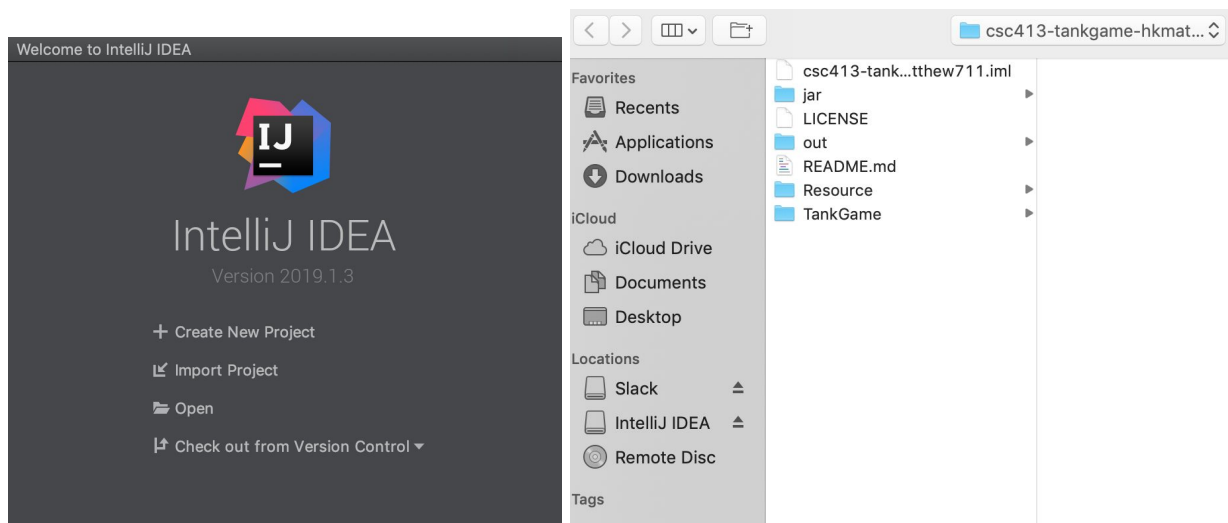 Welcome to IntelliJ IDEA
IJ
IntelliJ IDEA
Version 2019.1.3
Create New Project
Import Project
Open
Check out from Version Control
csc413-tankgame-hkmat...
Favorites
Recents
Applications
Downloads
iCloud
iCloud Drive
Documents
Desktop
Locations
Slack
IntelliJ IDEA
Remote Disc
Tags
csc413-tank...tthew711.iml
jar
LICENSE
out
README.md
Resource
TankGame